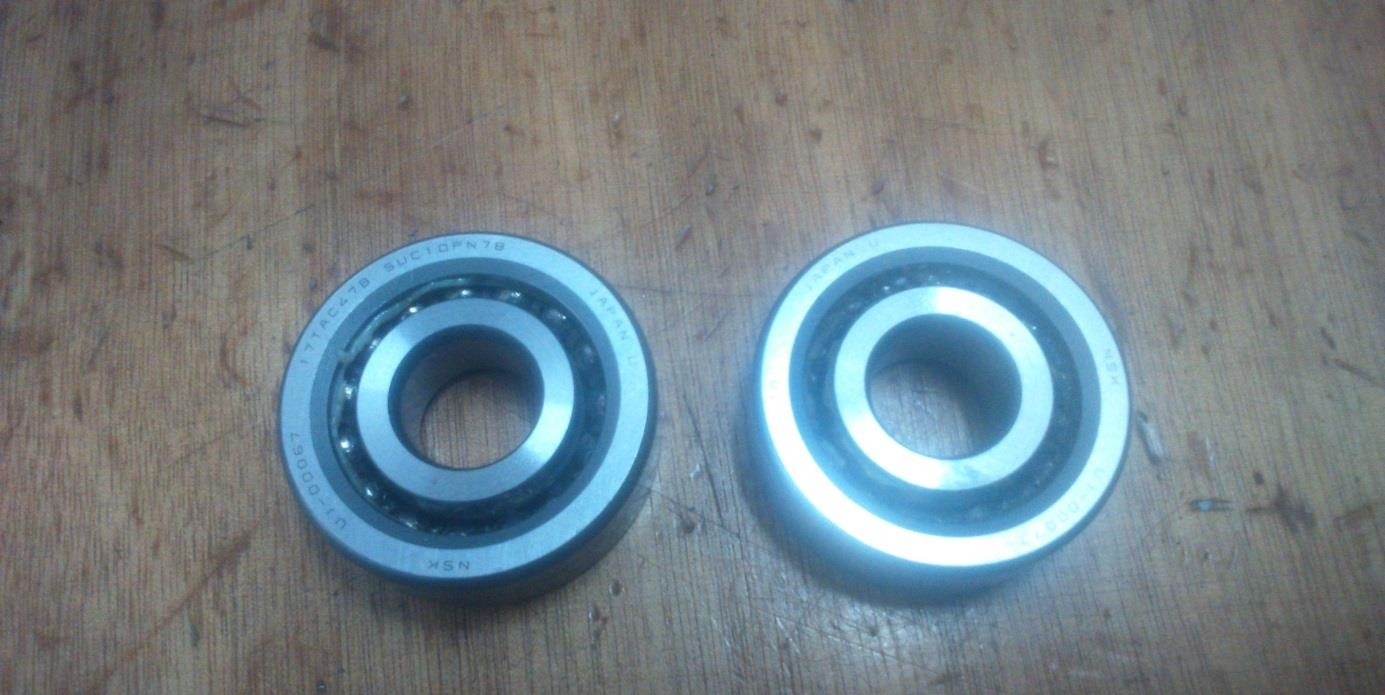 17TAC47B SUC10PN7B
JAPAN U
U1-00067
NSK
JAPAN U
NSK